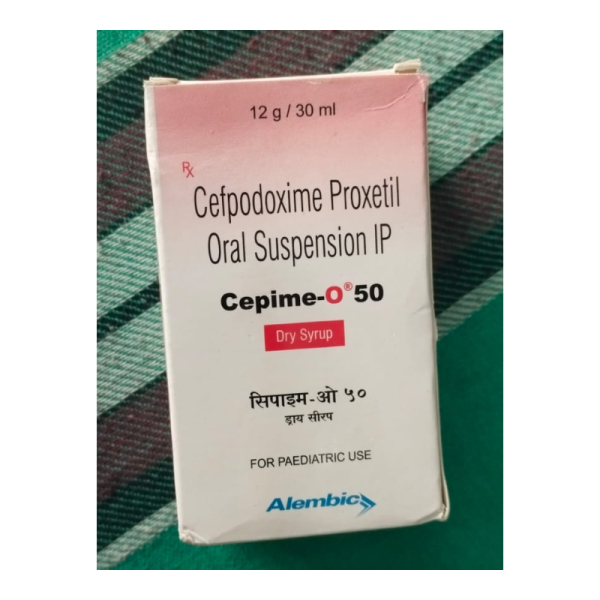 12 g / 30 ml
Rx
Cefpodoxime Proxetil
Oral Suspension IP
Cepime-O® 50
Dry Syrup
सिपाइम-ओ ५०
ड्राय सीरप
FOR PAEDIATRIC USE
Alembic